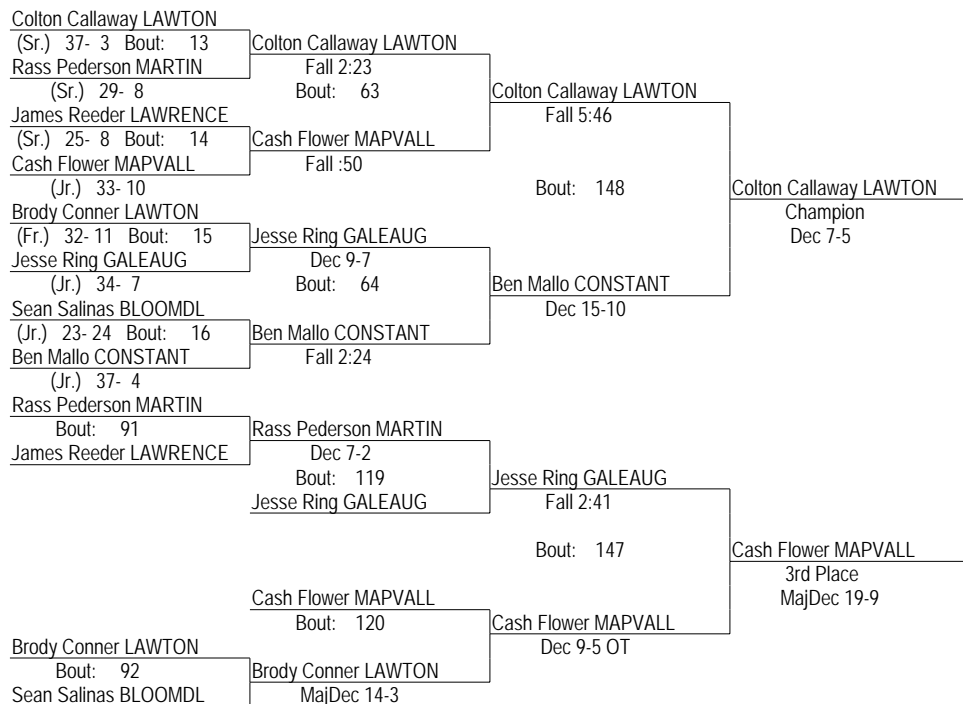 Colton Callaway LAWTON
(Sr.) 37- 3 Bout: 13 Colton Callaway LAWTON
Rass Pederson MARTIN Fall 2:23
(Sr.) 29- 8 Bout: 63 Colton Callaway LAWTON
James Reeder LAWRENCE Fall 5:46
(Sr.) 25- 8 Bout: 14 Cash Flower MAPVALL
Cash Flower MAPVALL Fall :50
(Jr.) 33- 10 Bout: 148 Colton Callaway LAWTON
Brody Conner LAWTON Champion
(Fr.) 32- 11 Bout: 15 Jesse Ring GALEAUG Dec 7-5
Jesse Ring GALEAUG Dec 9-7
(Jr.) 34- 7 Bout: 64 Ben Mallo CONSTANT
Sean Salinas BLOOMDL Dec 15-10
(Jr.) 23- 24 Bout: 16 Ben Mallo CONSTANT
Ben Mallo CONSTANT Fall 2:24
(Jr.) 37- 4
Rass Pederson MARTIN
Bout: 91 Rass Pederson MARTIN
James Reeder LAWRENCE Dec 7-2
Bout: 119 Jesse Ring GALEAUG
Jesse Ring GALEAUG Fall 2:41
Bout: 147 Cash Flower MAPVALL
3rd Place
Cash Flower MAPVALL MajDec 19-9
Bout: 120 Cash Flower MAPVALL
Brody Conner LAWTON Dec 9-5 OT
Bout: 92 Brody Conner LAWTON
Sean Salinas BLOOMDL MajDec 14-3